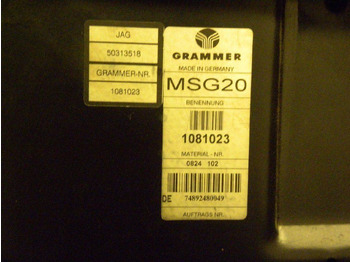 JAG
50313518
GRAMMER-NR.
1081023
GRAMMER
MADE IN GERMANY
MSG20
BENENNUNG
1081023
MATERIAL - NR.
0824 102
DE 74892480049
AUFTRAGS NR.